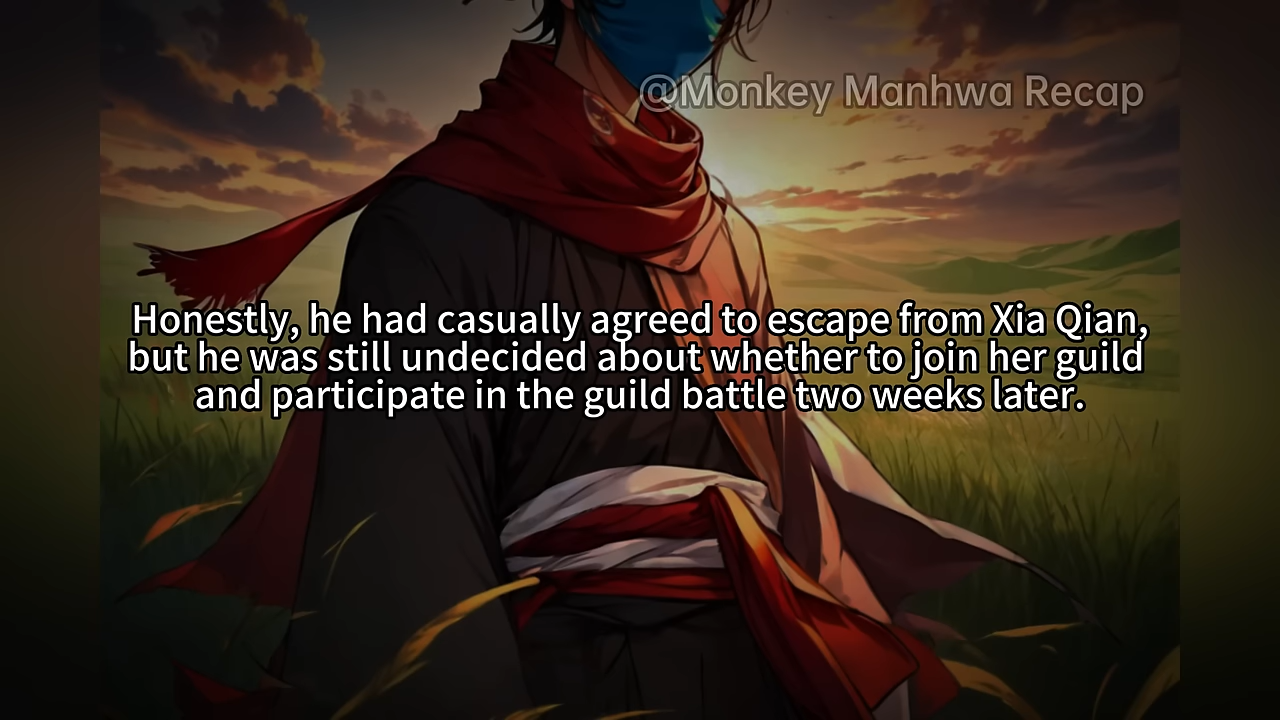 @Monkey Manhwa Recap
Honestly, he had casually agreed to escape from Xia Qian,
but he was still undecided about whether to join her guild
and participate in the guild battle two weeks later.